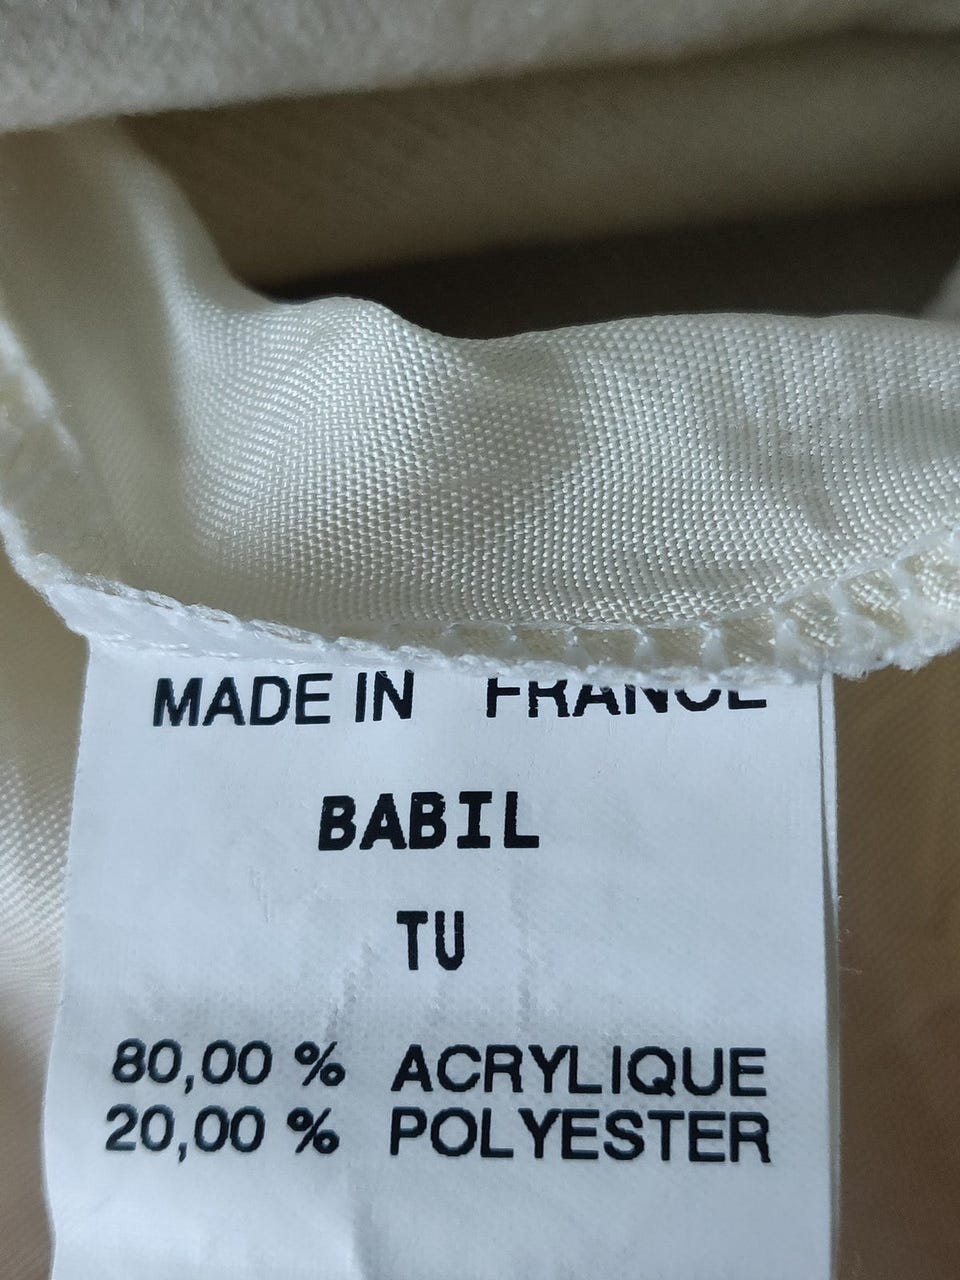 MADE IN FRANCE
BABIL
TU
80,00 % ACRYLIQUE
20,00 % POLYESTER